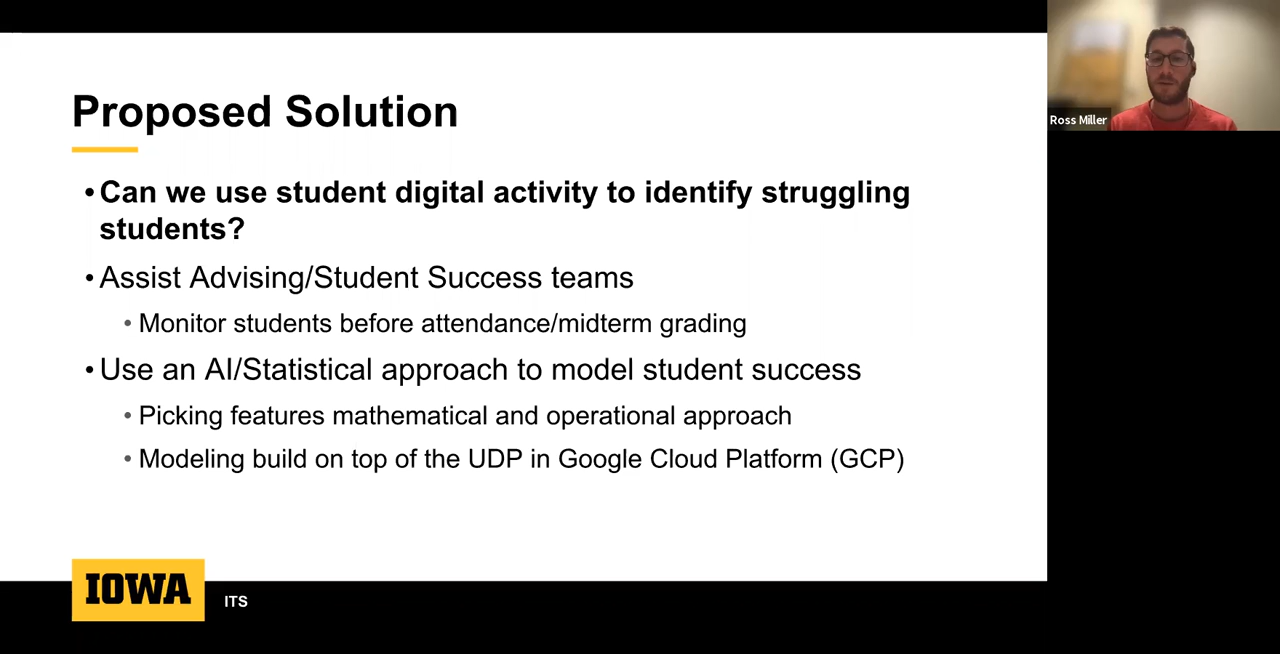 Proposed Solution
• Can we use student digital activity to identify struggling
students?
• Assist Advising/Student Success teams
• Monitor students before attendance/midterm grading
• Use an AI/Statistical approach to model student success
• Picking features mathematical and operational approach
• Modeling build on top of the UDP in Google Cloud Platform (GCP)
IOWA
ITS
Ross Miller